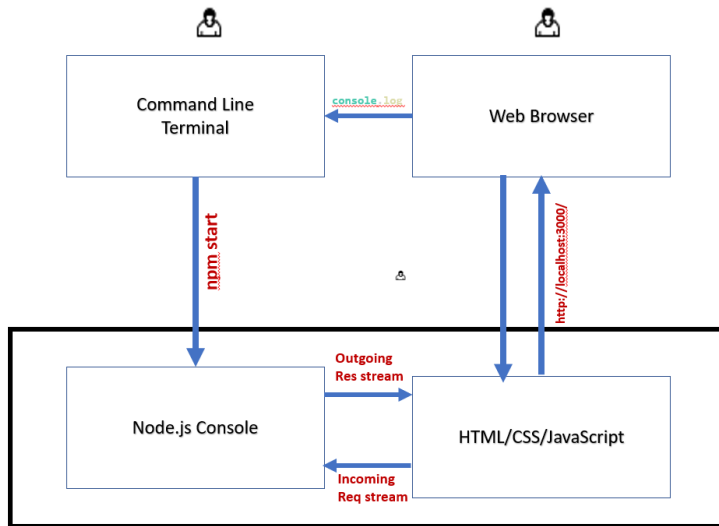 Command Line
Terminal
console.log
Web Browser
npm start
http://localhost:3000/
Outgoing
Res stream
Node.js Console
HTML/CSS/JavaScript
Incoming
Req stream